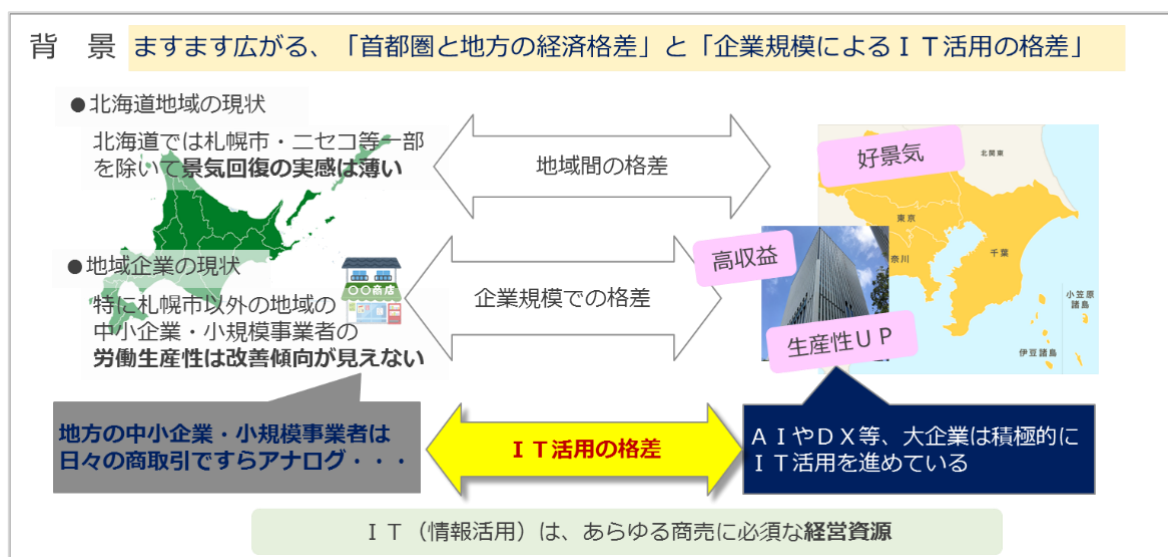 背　景
ますます広がる、「首都圏と地方の経済格差」と「企業規模によるＩＴ活用の格差」
●北海道地域の現状
北海道では札幌市・ニセコ等一部
を除いて景気回復の実感は薄い
●地域企業の現状
特に札幌市以外の地域の
中小企業・小規模事業者の
労働生産性は改善傾向が見えない
〇〇商店
地域間の格差
企業規模での格差
好景気
高収益
生産性ＵＰ
北関東
東京
奈川
千葉
小笠原
諸島
伊豆諸島
地方の中小企業・小規模事業者は
日々の商取引ですらアナログ・・・
ＩＴ活用の格差
ＡＩやＤＸ等、大企業は積極的に
ＩＴ活用を進めている
ＩＴ（情報活用）は、あらゆる商売に必須な経営資源